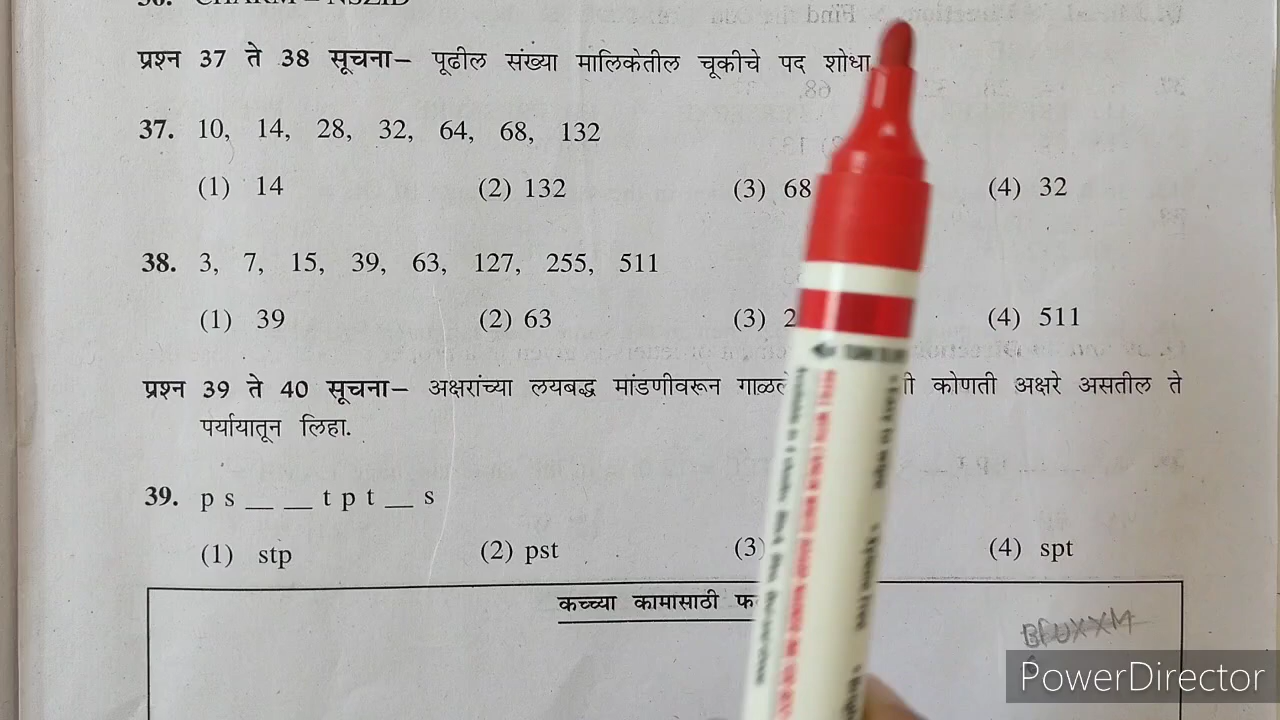 प्रश्न 37 ते 38 सूचना– पूढील संख्या मालिकेतील चूकीचे पद शोधा
37. 10, 14, 28, 32, 64, 68, 132
(1) 14 (2) 132 (3) 68 (4) 32
38. 3, 7, 15, 39, 63, 127, 255, 511
(1) 39 (2) 63 (3) (4) 511
प्रश्न 39 ते 40 सूचना– अक्षरांच्या लयबद्ध मांडणीवरून कोणती अक्षरे असतील ते
पर्यायातून लिहा.
39. p s __ __ t p t __ s
(1) stp (2) pst (3) (4) spt
कच्च्या कामासाठी
PowerDirector